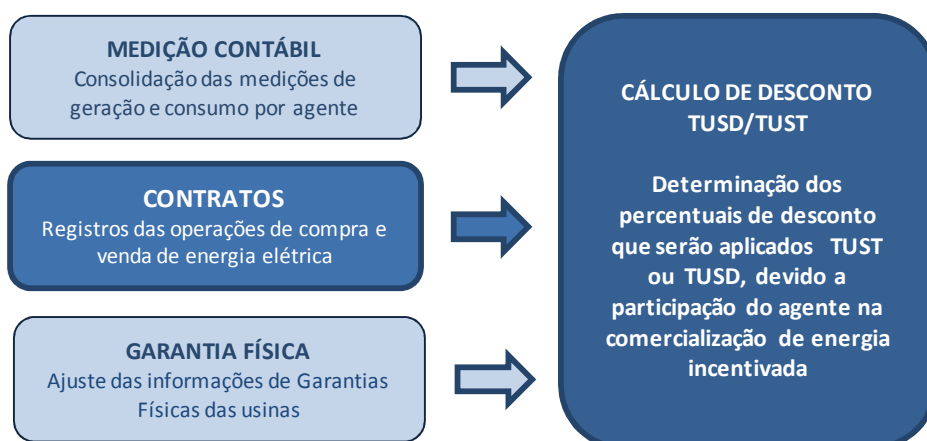 MEDIÇÃO CONTÁBIL
Consolidação das medições de
geração e consumo por agente
CONTRATOS
Registros das operações de compra e
venda de energia elétrica
GARANTIA FÍSICA
Ajuste das informações de Garantias
Físicas das usinas
CÁLCULO DE DESCONTO
TUSD/TUST
Determinação dos
percentuais de desconto
que serão aplicados TUST
ou TUSD, devido a
participação do agente na
comercialização de energia
incentivada